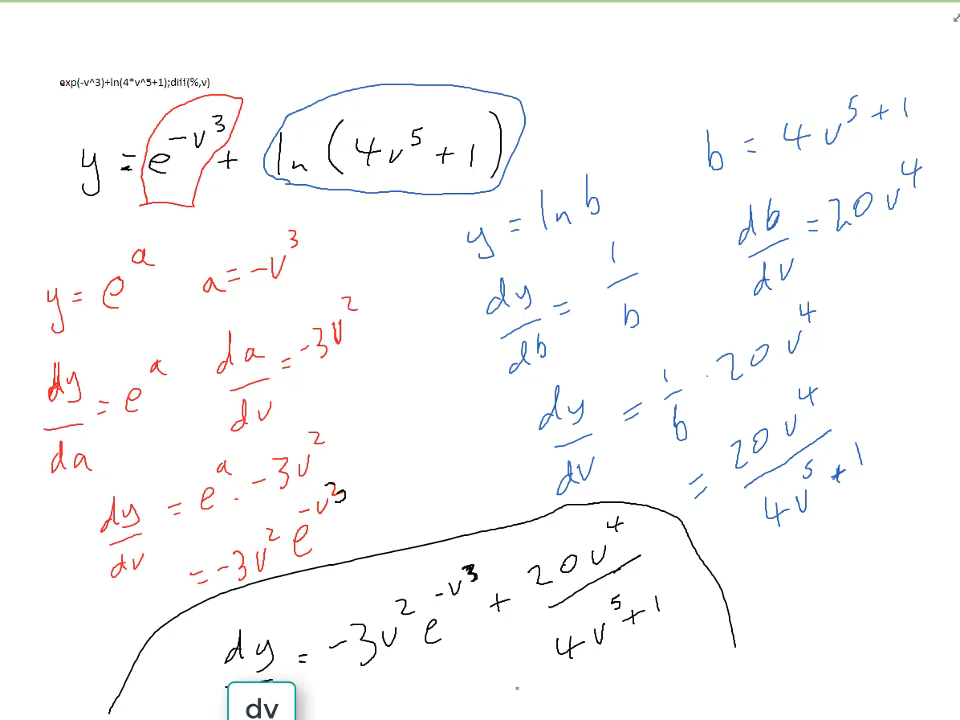 exp(-v^3)+ln(4*v^5+1);diff(%,v)
y = e^{-v^3} + ln(4v^5 + 1)
y = e^a
a = -v^3
dy/da = e^a
da/dv = -3v^2
dy/dv = e^a · -3v^2
= -3v^2 e^{-v^3}
y = ln b
b = 4v^5 + 1
dy/db = 1/b
db/dv = 20v^4
dy/dv = 1/b · 20v^4
= 20v^4/4v^5 + 1
dy/dv = -3v^2 e^{-v^3} + 20v^4/4v^5 + 1